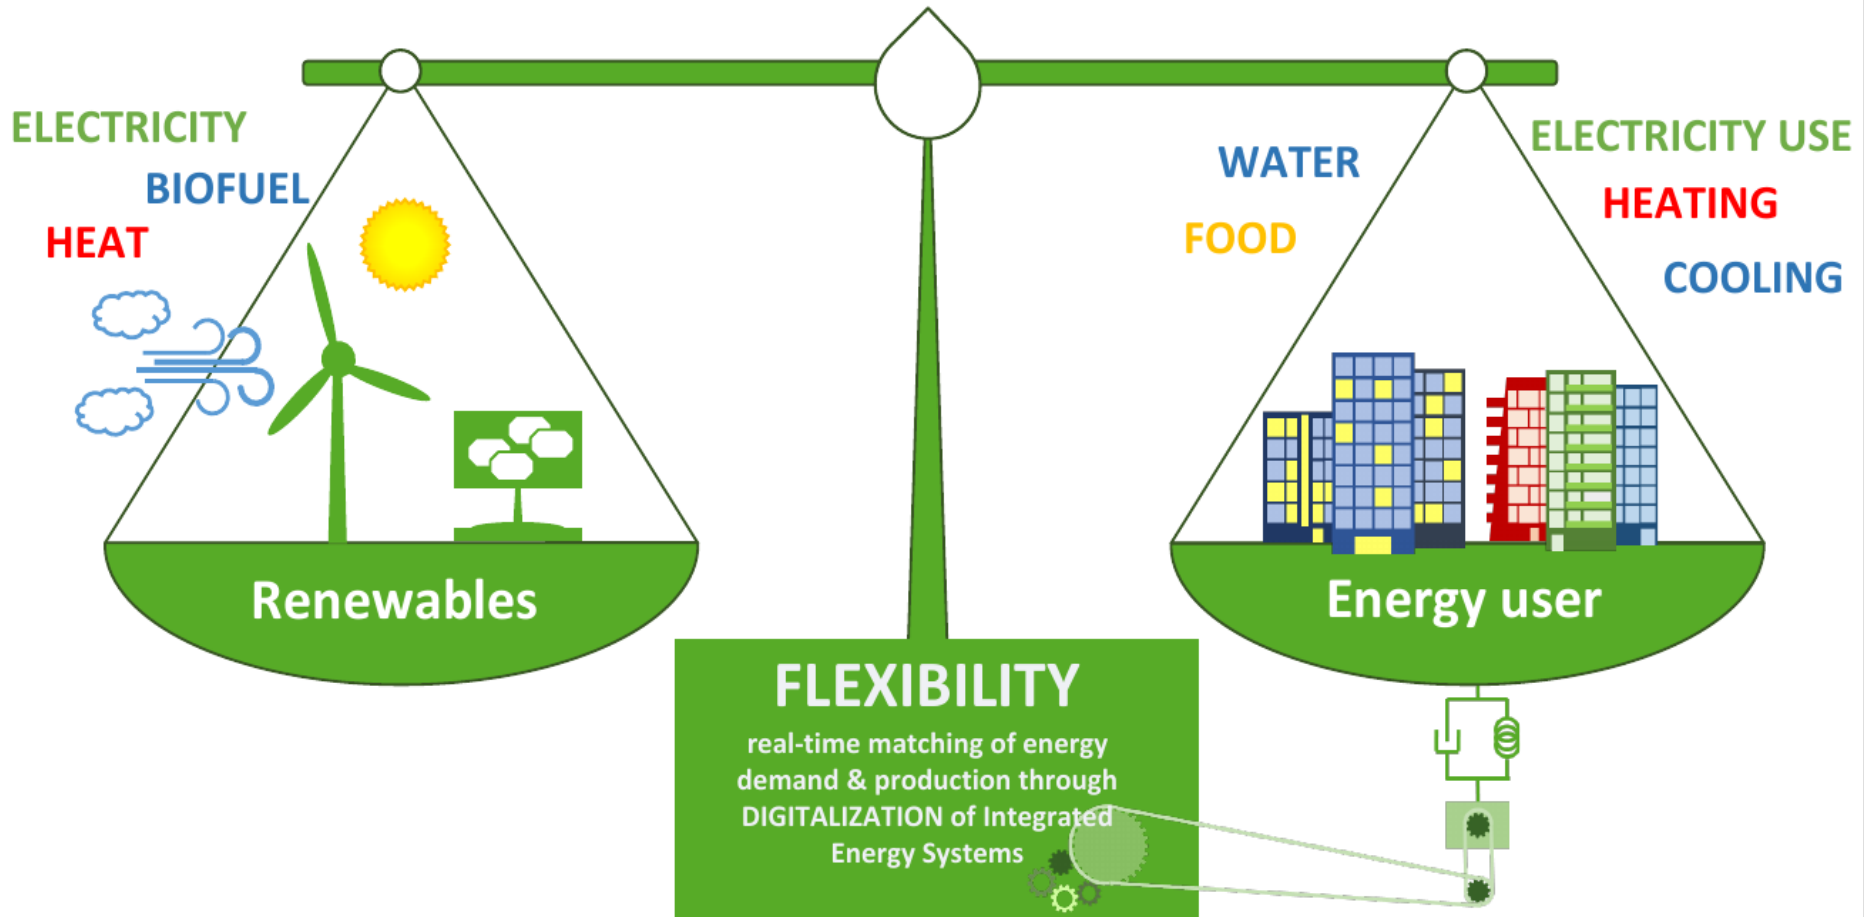 ELECTRICITY
BIOFUEL
HEAT
WATER
FOOD
ELECTRICITY USE
HEATING
COOLING
Renewables
Energy user
FLEXIBILITY
real-time matching of energy
demand & production through
DIGITALIZATION of Integrated
Energy Systems